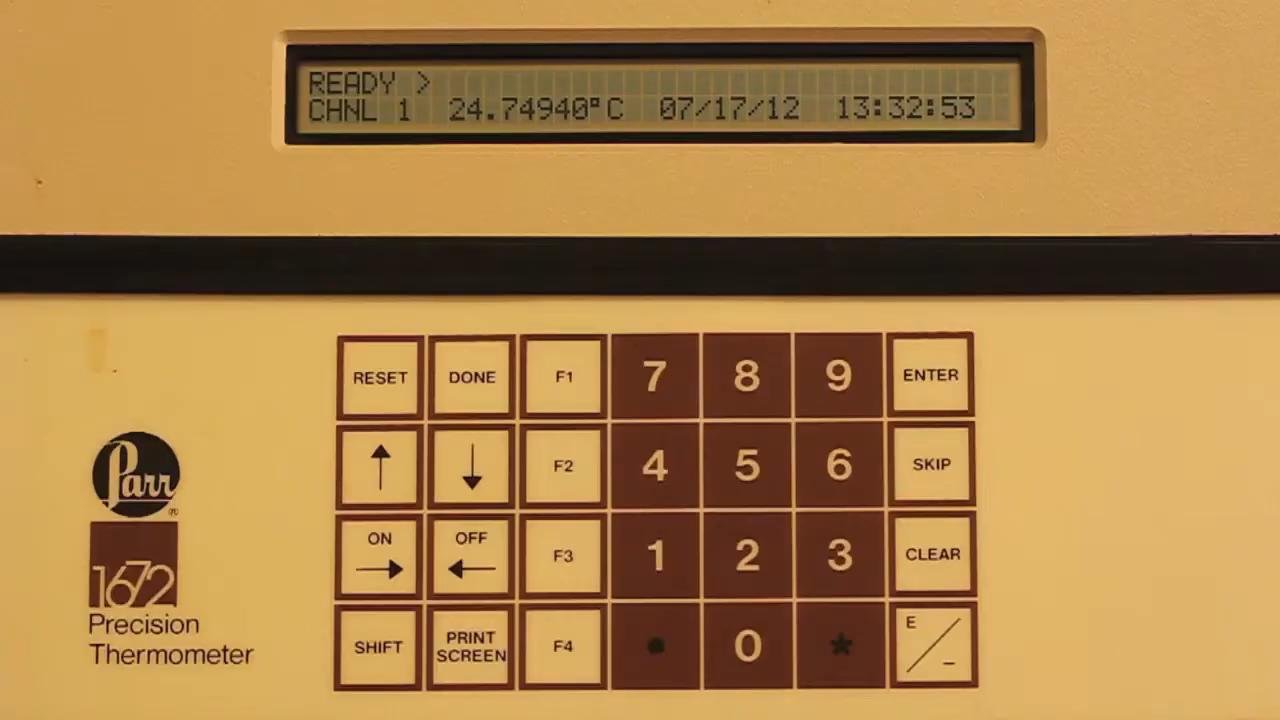 READY >
CHNL 1 24.74940°C 07/17/12 13:32:53
RESET DONE F1 7 8 9 ENTER
↑ ↓ F2 4 5 6 SKIP
ON → OFF ← F3 1 2 3 CLEAR
SHIFT PRINT SCREEN F4 • 0 * E / –
Parr®
1672
Precision
Thermometer